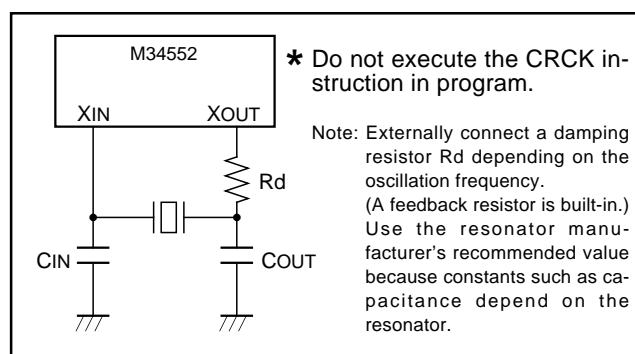 M34552
XIN
XOUT
Rd
CIN
COUT
* Do not execute the CRCK in-
struction in program.
Note: Externally connect a damping
resistor Rd depending on the
oscillation frequency.
(A feedback resistor is built-in.)
Use the resonator manu-
facturer’s recommended value
because constants such as ca-
pacitance depend on the
resonator.